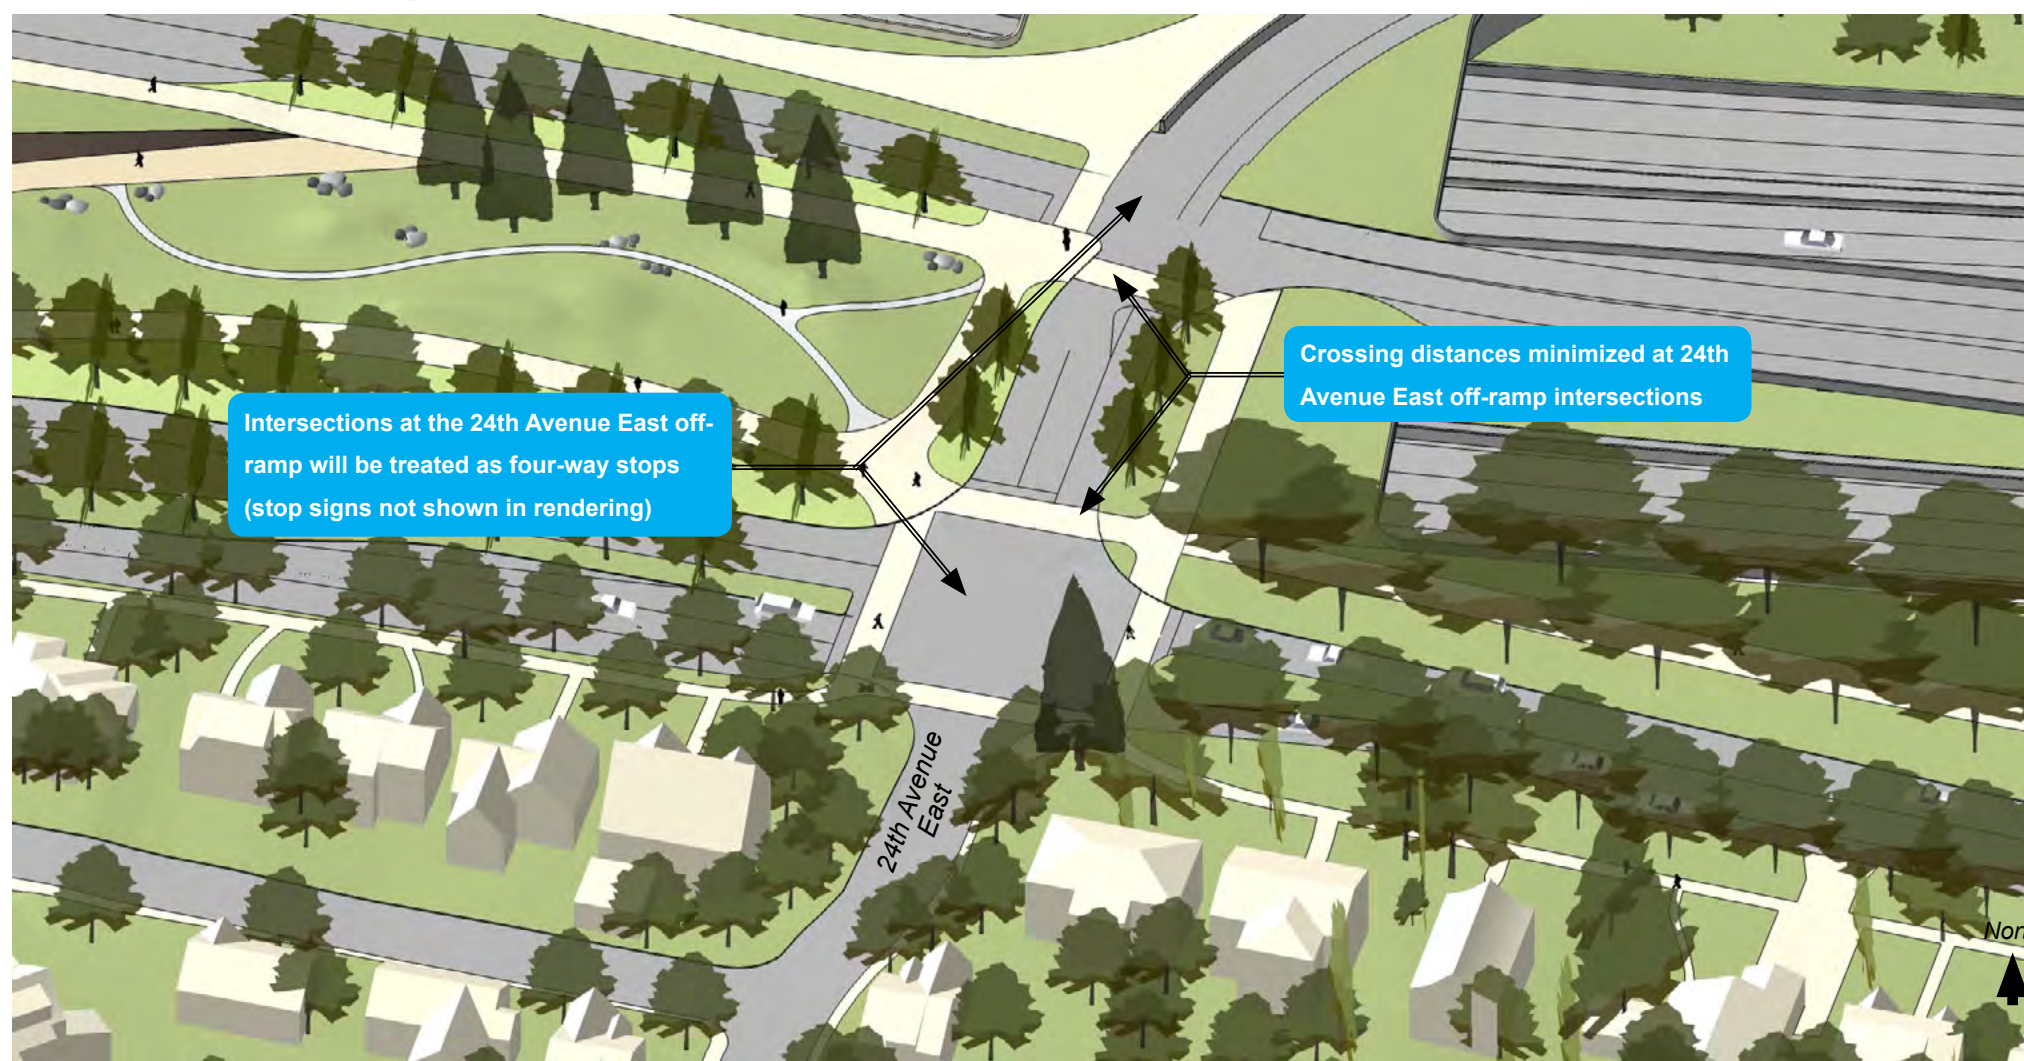 Crossing distances minimized at 24th
Avenue East off-ramp intersections
Intersections at the 24th Avenue East off-
ramp will be treated as four-way stops
(stop signs not shown in rendering)
24th Avenue
East